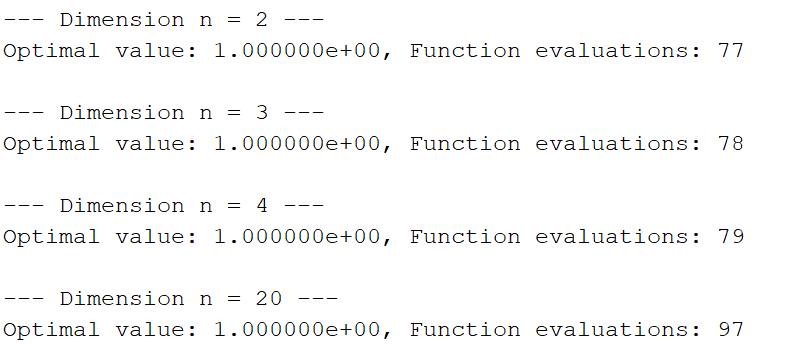 --- Dimension n = 2 ---
Optimal value: 1.000000e+00, Function evaluations: 77
--- Dimension n = 3 ---
Optimal value: 1.000000e+00, Function evaluations: 78
--- Dimension n = 4 ---
Optimal value: 1.000000e+00, Function evaluations: 79
--- Dimension n = 20 ---
Optimal value: 1.000000e+00, Function evaluations: 97